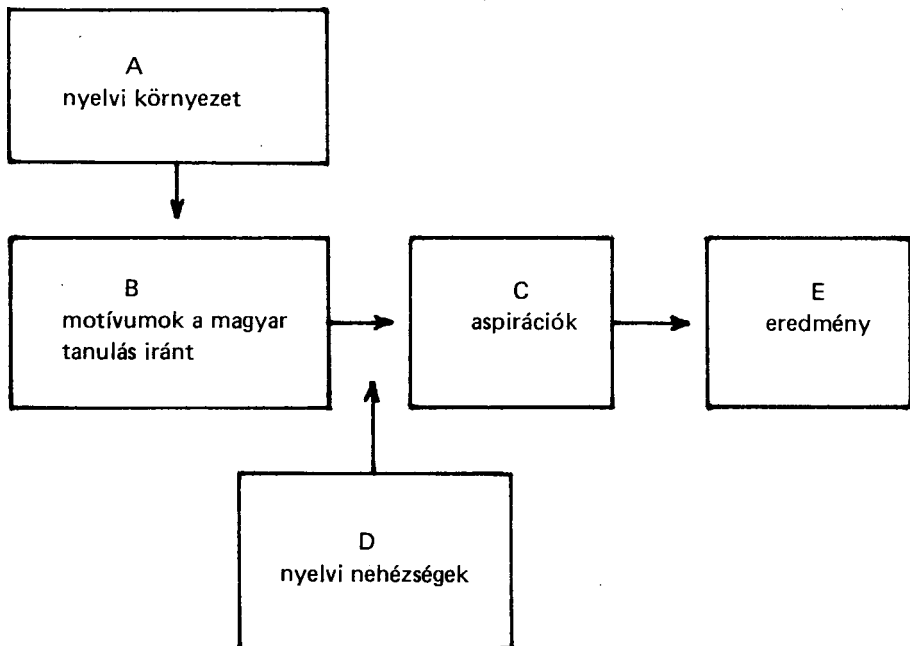 A
nyelvi környezet
B
motívumok a magyar
tanulás iránt
C
aspirációk
E
eredmény
D
nyelvi nehézségek